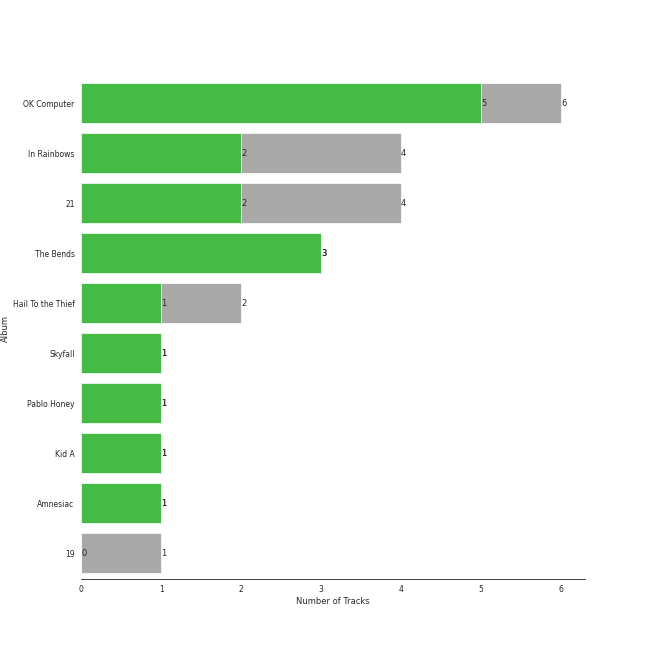 OK Computer 5 6
In Rainbows 2 4
21 2 4
The Bends 3
Hail To the Thief 1 2
Skyfall 1
Pablo Honey 1
Kid A 1
Amnesiac 1
19 0 1
Album
0 1 2 3 4 5 6
Number of Tracks